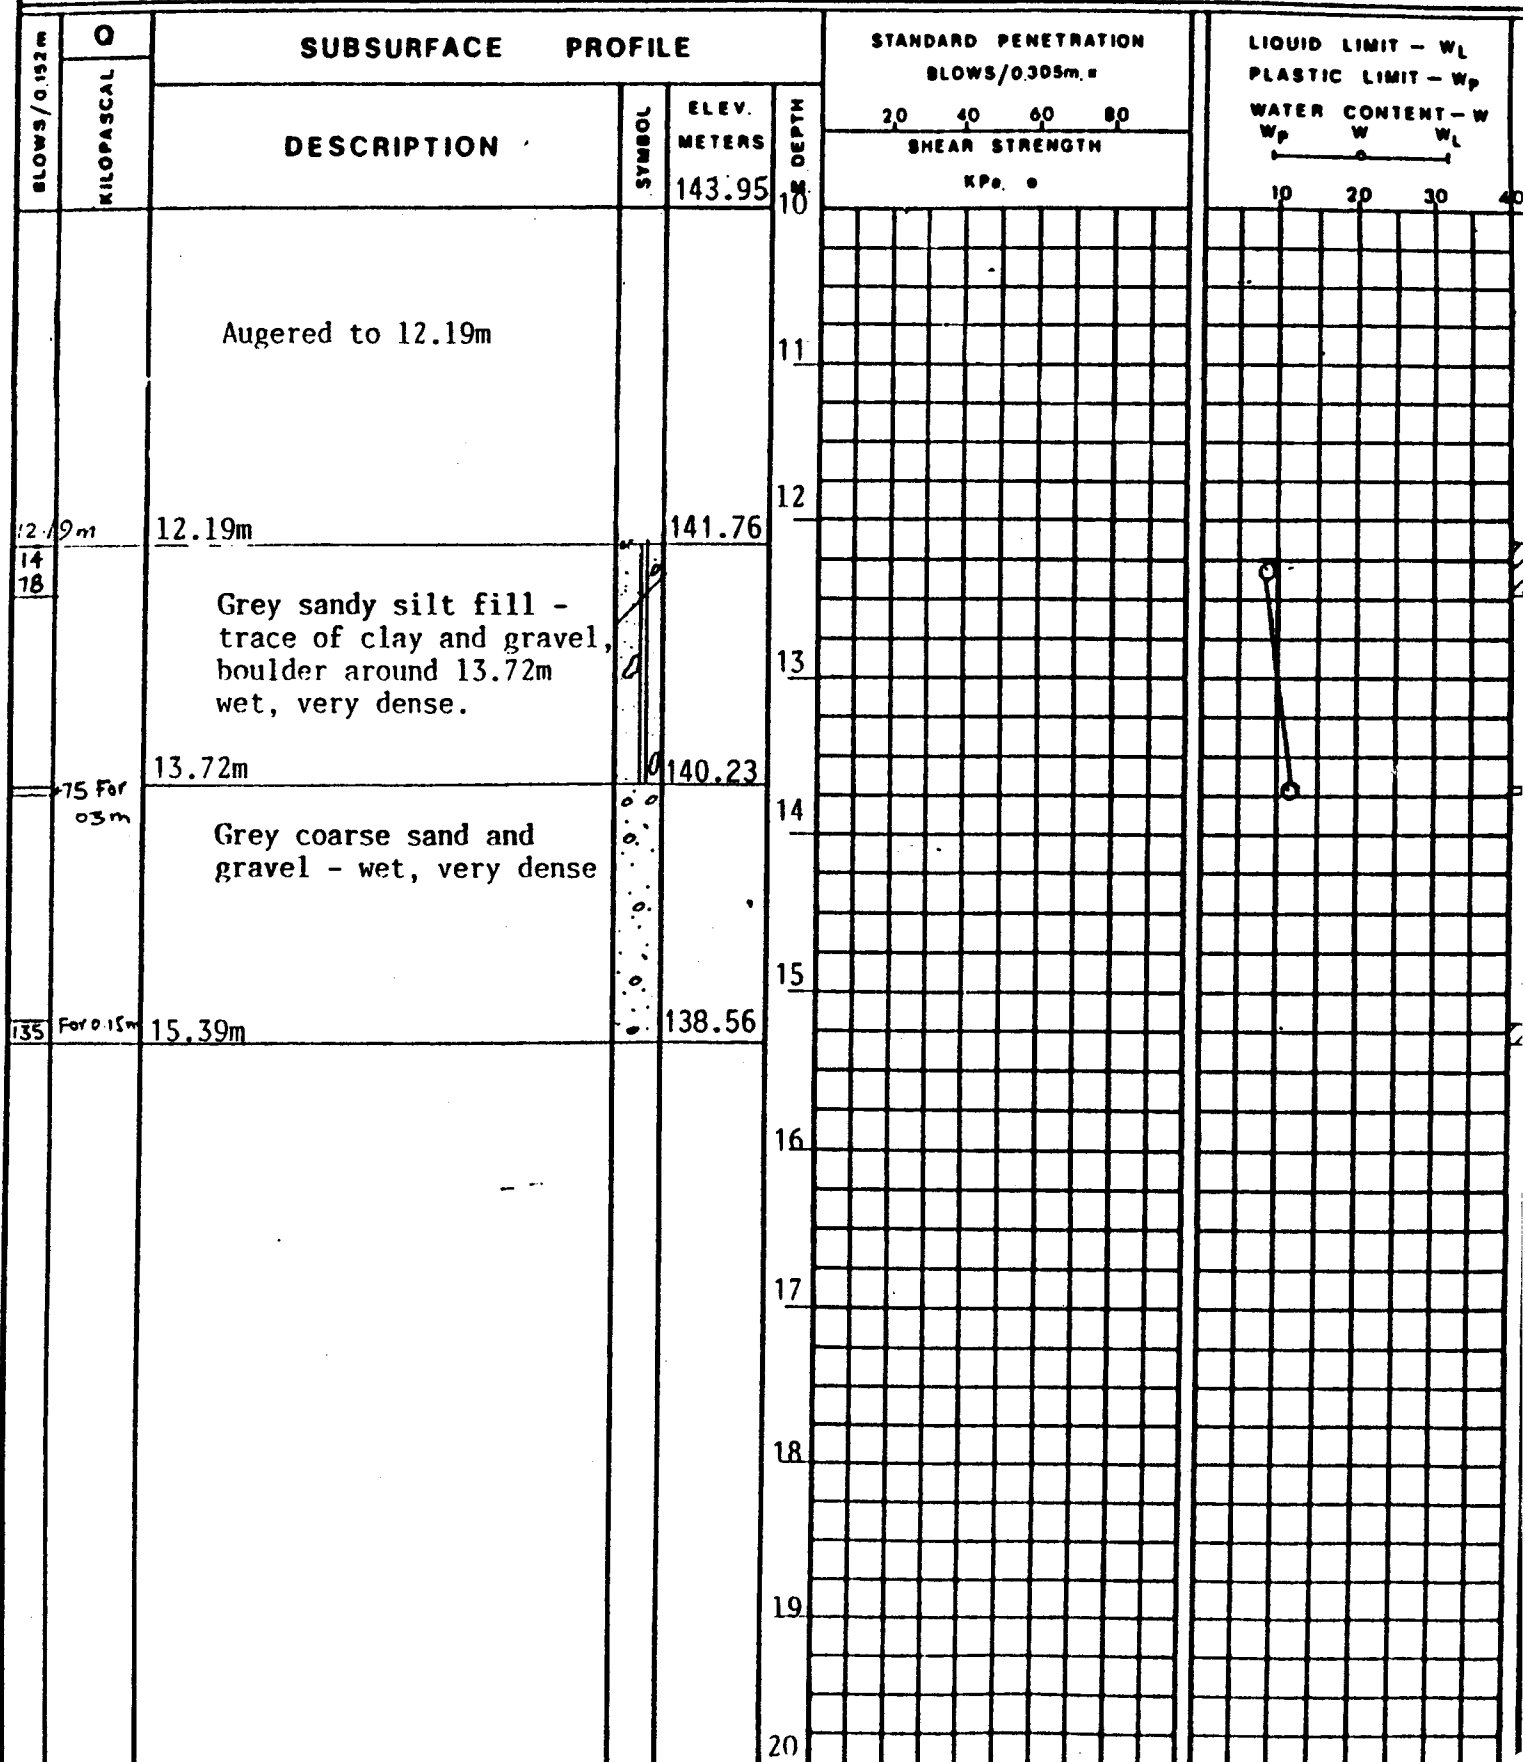 BLOWS/0.152m
Q
KILOPASCAL
SUBSURFACE PROFILE
DESCRIPTION
SYMBOL
ELEV.
METERS
143.95
M DEPTH
STANDARD PENETRATION
BLOWS/0.305m.
20 40 60 80
SHEAR STRENGTH
KPa.
LIQUID LIMIT - WL
PLASTIC LIMIT - WP
WATER CONTENT - W
WP W WL
10 20 30 40
10
Augered to 12.19m
11
12
12.19m
12.19m
141.76
14
18
Grey sandy silt fill -
trace of clay and gravel,
boulder around 13.72m
wet, very dense.
13
13.72m
140.23
75 For
03m
14
Grey coarse sand and
gravel - wet, very dense
15
135 For 0.15m
15.39m
138.56
16
17
18
19
20